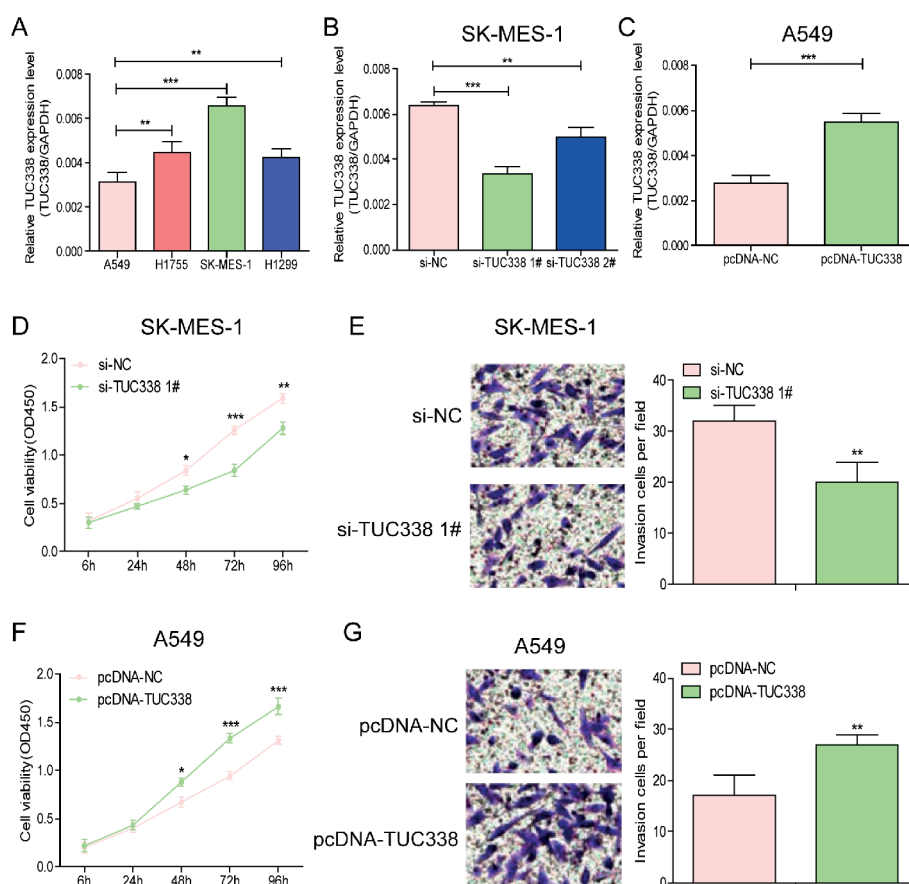 A
Relative TUC338 expression level
(TUC338/GAPDH)
0.008
0.006
0.004
0.002
0.000
**
***
**
A549
H1755
SK-MES-1
H1299
B
SK-MES-1
Relative TUC338 expression level
(TUC338/GAPDH)
0.008
0.006
0.004
0.002
0.000
**
***
si-NC
si-TUC338 1#
si-TUC338 2#
C
A549
Relative TUC338 expression level
(TUC338/GAPDH)
0.008
0.006
0.004
0.002
0.000
***
pcDNA-NC
pcDNA-TUC338
D
SK-MES-1
Cell viability (OD450)
2.0
1.5
1.0
0.5
0.0
si-NC
si-TUC338 1#
*
***
**
6h
24h
48h
72h
96h
E
SK-MES-1
si-NC
si-TUC338 1#
Invasion cells per field
40
30
20
10
0
si-NC
si-TUC338 1#
**
F
A549
Cell viability (OD450)
2.0
1.5
1.0
0.5
0.0
pcDNA-NC
pcDNA-TUC338
*
***
***
6h
24h
48h
72h
96h
G
A549
pcDNA-NC
pcDNA-TUC338
Invasion cells per field
30
20
10
0
pcDNA-NC
pcDNA-TUC338
**